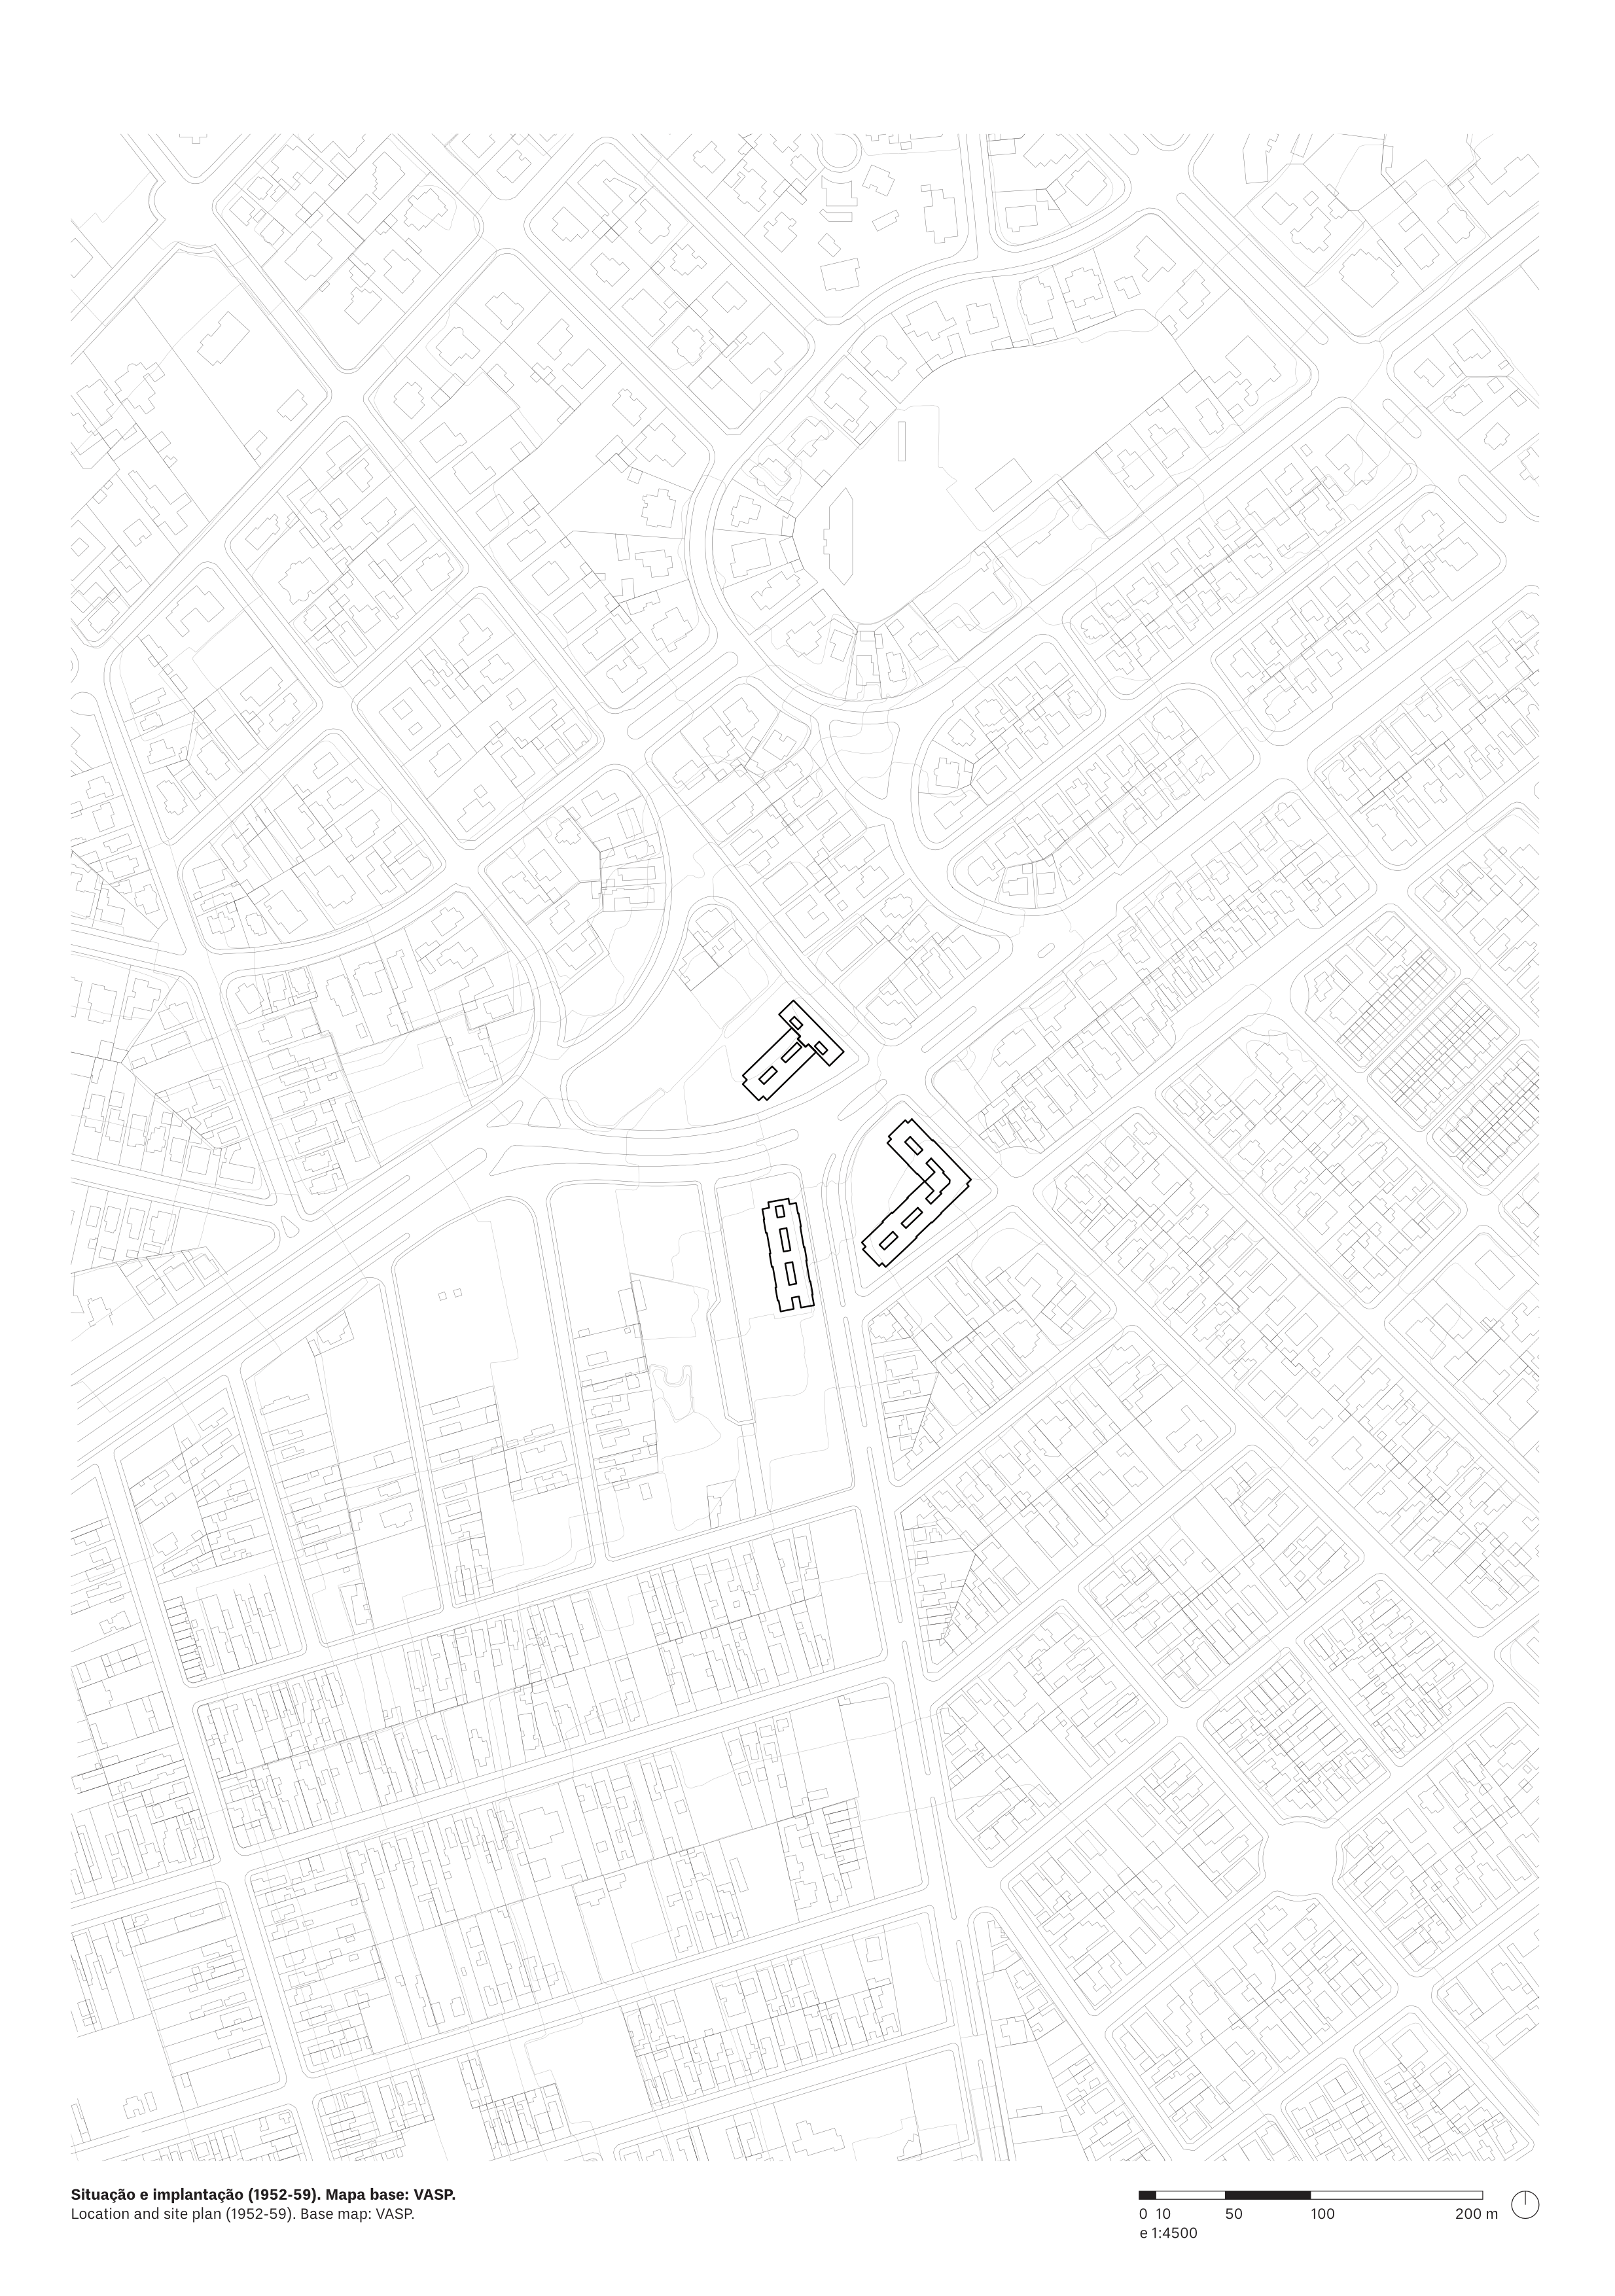 Situação e implantação (1952-59). Mapa base: VASP.
Location and site plan (1952-59). Base map: VASP.
0 10 50 100 200 m
e 1:4500